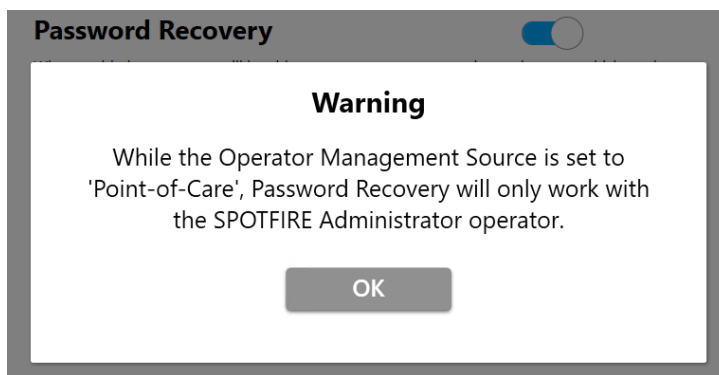 Password Recovery
Warning
While the Operator Management Source is set to
'Point-of-Care', Password Recovery will only work with
the SPOTFIRE Administrator operator.
OK